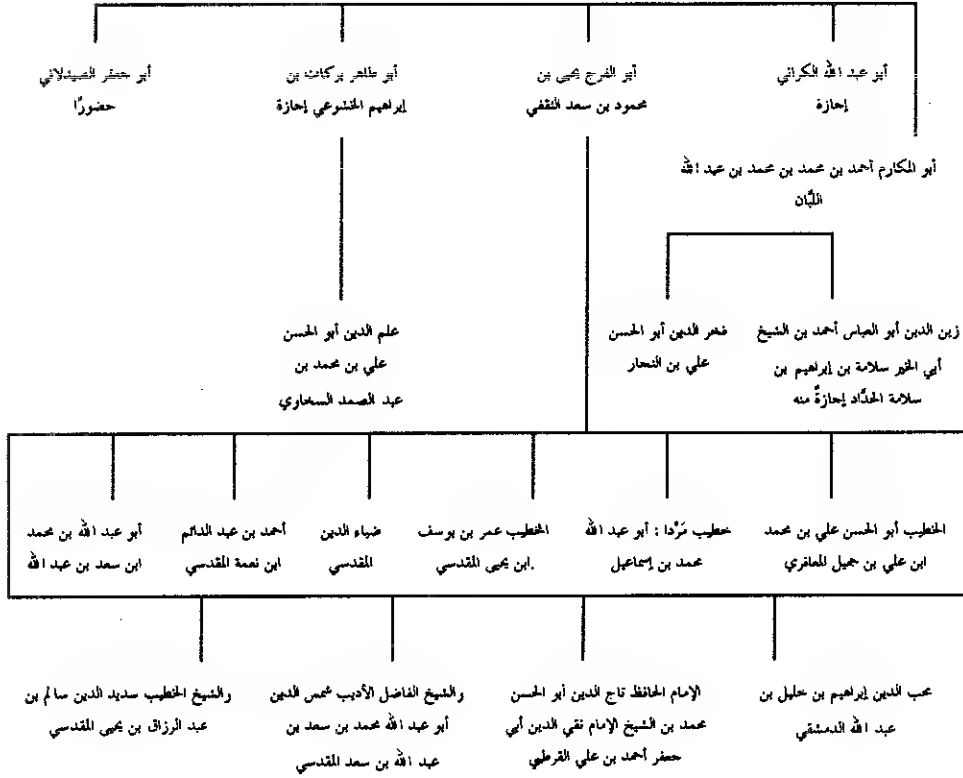 أبو عبد الله الكراني
إجازة
أبو الفرج يحيى بن
محمود بن سعد الثقفي
أبو طاهر بركات بن
إبراهيم الخشوعي إجازة
أبو جعفر الصيدلاني
حضورًا
أبو المكارم أحمد بن محمد بن محمد بن عبد الله
اللَّبَّان
زين الدين أبو العباس أحمد بن الشيخ
أبي الخير سلامة بن إبراهيم بن
سلامة الحدَّاد إجازةً منه
فخر الدين أبو الحسن
علي بن النجار
علم الدين أبو الحسن
علي بن محمد بن
عبد الصمد السخاوي
الخطيب أبو الحسن علي بن محمد
ابن علي بن جميل المعافري
خطيب مَرْدا : أبو عبد الله
محمد بن إسماعيل
الخطيب عمر بن يوسف
ابن يحيى المقدسي
ضياء الدين
المقدسي
أحمد بن عبد الدائم
ابن نعمة المقدسي
أبو عبد الله بن محمد
ابن سعد بن عبد الله
محب الدين إبراهيم بن خليل بن
عبد الله الدمشقي
الإمام الحافظ تاج الدين أبو الحسن
محمد بن الشيخ الإمام تقي الدين أبي
جعفر أحمد بن علي القرطبي
والشيخ الفاضل الأديب شمس الدين
أبو عبد الله محمد بن سعد بن
عبد الله بن سعد المقدسي
والشيخ الخطيب سديد الدين سالم بن
عبد الرزاق بن يحيى المقدسي